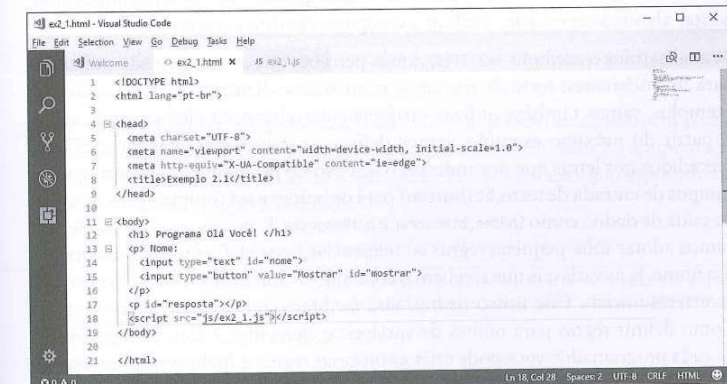 ex2_1.html - Visual Studio Code
File Edit Selection View Go Debug Tasks Help
Welcome <> ex2_1.html × JS ex2_1.js
1 <!DOCTYPE html>
2 <html lang="pt-br">
3
4 <head>
5 <meta charset="UTF-8">
6 <meta name="viewport" content="width=device-width, initial-scale=1.0">
7 <meta http-equiv="X-UA-Compatible" content="ie=edge">
8 <title>Exemplo 2.1</title>
9 </head>
10
11 <body>
12 <h1> Programa Olá Você! </h1>
13 <p> Nome:
14 <input type="text" id="nome">
15 <input type="button" value="Mostrar" id="mostrar">
16 </p>
17 <p id="resposta"></p>
18 <script src="js/ex2_1.js"></script>
19 </body>
20
21 </html>
0 0 Ln 18, Col 28 Spaces: 2 UTF-8 CRLF HTML